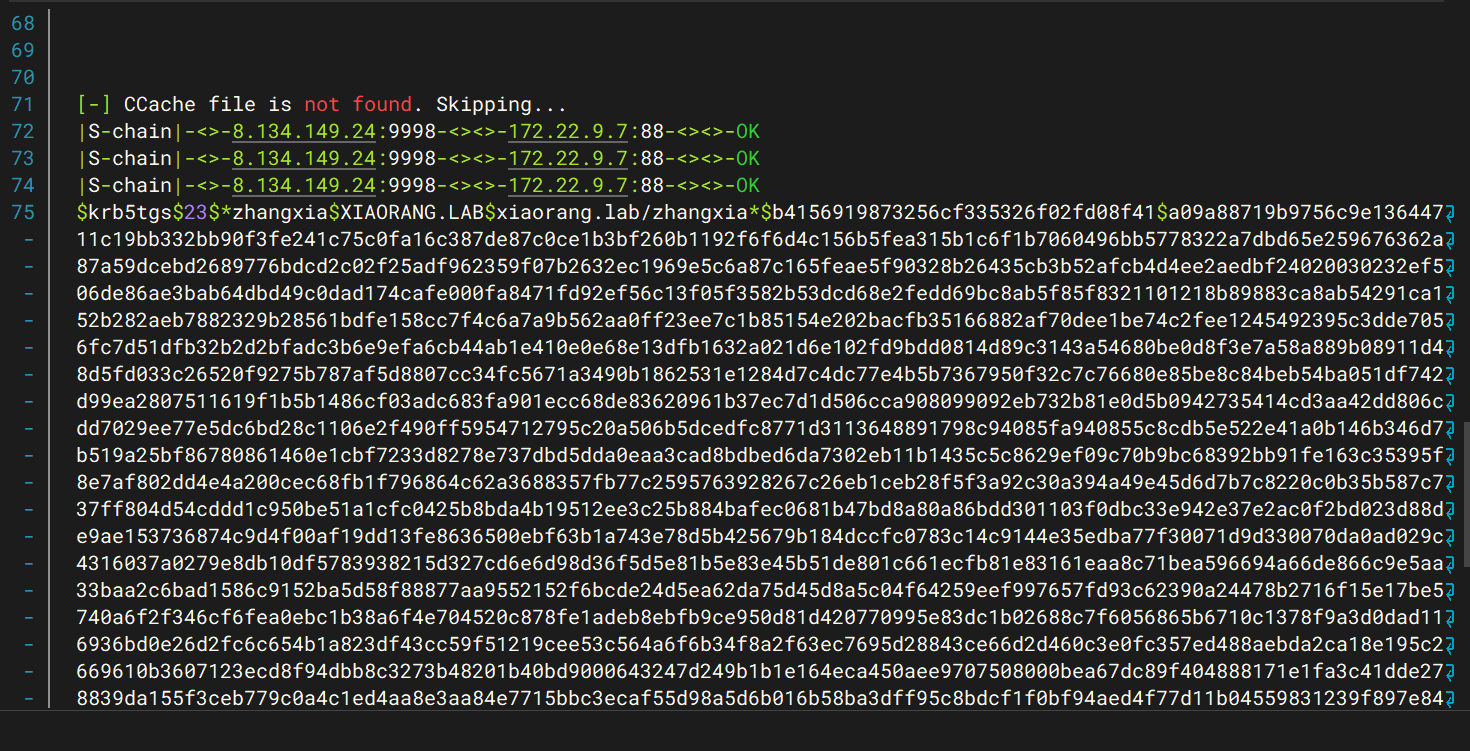 68
69
70
71 [-] CCache file is not found. Skipping...
72 |S-chain|-<>-8.134.149.24:9998-<><>-172.22.9.7:88-<><>-OK
73 |S-chain|-<>-8.134.149.24:9998-<><>-172.22.9.7:88-<><>-OK
74 |S-chain|-<>-8.134.149.24:9998-<><>-172.22.9.7:88-<><>-OK
75 $krb5tgs$23$*zhangxia$XIAORANG.LAB$xiaorang.lab/zhangxia*$b4156919873256cf335326f02fd08f41$a09a88719b9756c9e136447
- 11c19bb332bb90f3fe241c75c0fa16c387de87c0ce1b3bf260b1192f6f6d4c156b5fea315b1c6f1b7060496bb5778322a7dbd65e259676362a
- 87a59dcebd2689776bdcd2c02f25adf962359f07b2632ec1969e5c6a87c165feae5f90328b26435cb3b52afcb4d4ee2aedbf24020030232ef5
- 06de86ae3bab64dbd49c0dad174cafe000fa8471fd92ef56c13f05f3582b53dcd68e2fedd69bc8ab5f85f8321101218b89883ca8ab54291ca1
- 52b282aeb7882329b28561bdfe158cc7f4c6a7a9b562aa0ff23ee7c1b85154e202bacfb35166882af70dee1be74c2fee1245492395c3dde705
- 6fc7d51dfb32b2d2bfadc3b6e9efa6cb44ab1e410e0e68e13dfb1632a021d6e102fd9bdd0814d89c3143a54680be0d8f3e7a58a889b08911d4
- 8d5fd033c26520f9275b787af5d8807cc34fc5671a3490b1862531e1284d7c4dc77e4b5b7367950f32c7c76680e85be8c84beb54ba051df742
- d99ea2807511619f1b5b1486cf03adc683fa901ecc68de83620961b37ec7d1d506cca908099092eb732b81e0d5b0942735414cd3aa42dd806c
- dd7029ee77e5dc6bd28c1106e2f490ff5954712795c20a506b5dcedfc8771d3113648891798c94085fa940855c8cdb5e522e41a0b146b346d7
- b519a25bf86780861460e1cbf7233d8278e737dbd5dda0eaa3cad8bdbed6da7302eb11b1435c5c8629ef09c70b9bc68392bb91fe163c35395f
- 8e7af802dd4e4a200cec68fb1f796864c62a3688357fb77c2595763928267c26eb1ceb28f5f3a92c30a394a49e45d6d7b7c8220c0b35b587c7
- 37ff804d54cddd1c950be51a1cfc0425b8bda4b19512ee3c25b884bafec0681b47bd8a80a86bdd301103f0dbc33e942e37e2ac0f2bd023d88d
- e9ae153736874c9d4f00af19dd13fe8636500ebf63b1a743e78d5b425679b184dccfc0783c14c9144e35edba77f30071d9d330070da0ad029c
- 4316037a0279e8db10df5783938215d327cd6e6d98d36f5d5e81b5e83e45b51de801c661ecfb81e83161eaa8c71bea596694a66de866c9e5aa
- 33baa2c6bad1586c9152ba5d58f88877aa9552152f6bcde24d5ea62da75d45d8a5c04f64259eef997657fd93c62390a24478b2716f15e17be5
- 740a6f2f346cf6fea0ebc1b38a6f4e704520c878fe1adeb8ebfb9ce950d81d420770995e83dc1b02688c7f6056865b6710c1378f9a3d0dad11
- 6936bd0e26d2fc6c654b1a823df43cc59f51219cee53c564a6f6b34f8a2f63ec7695d28843ce66d2d460c3e0fc357ed488aebda2ca18e195c2
- 669610b3607123ecd8f94dbb8c3273b48201b40bd9000643247d249b1b1e164eca450aee9707508000bea67dc89f404888171e1fa3c41dde27
- 8839da155f3ceb779c0a4c1ed4aa8e3aa84e7715bbc3ecaf55d98a5d6b016b58ba3dff95c8bdcf1f0bf94aed4f77d11b04559831239f897e84